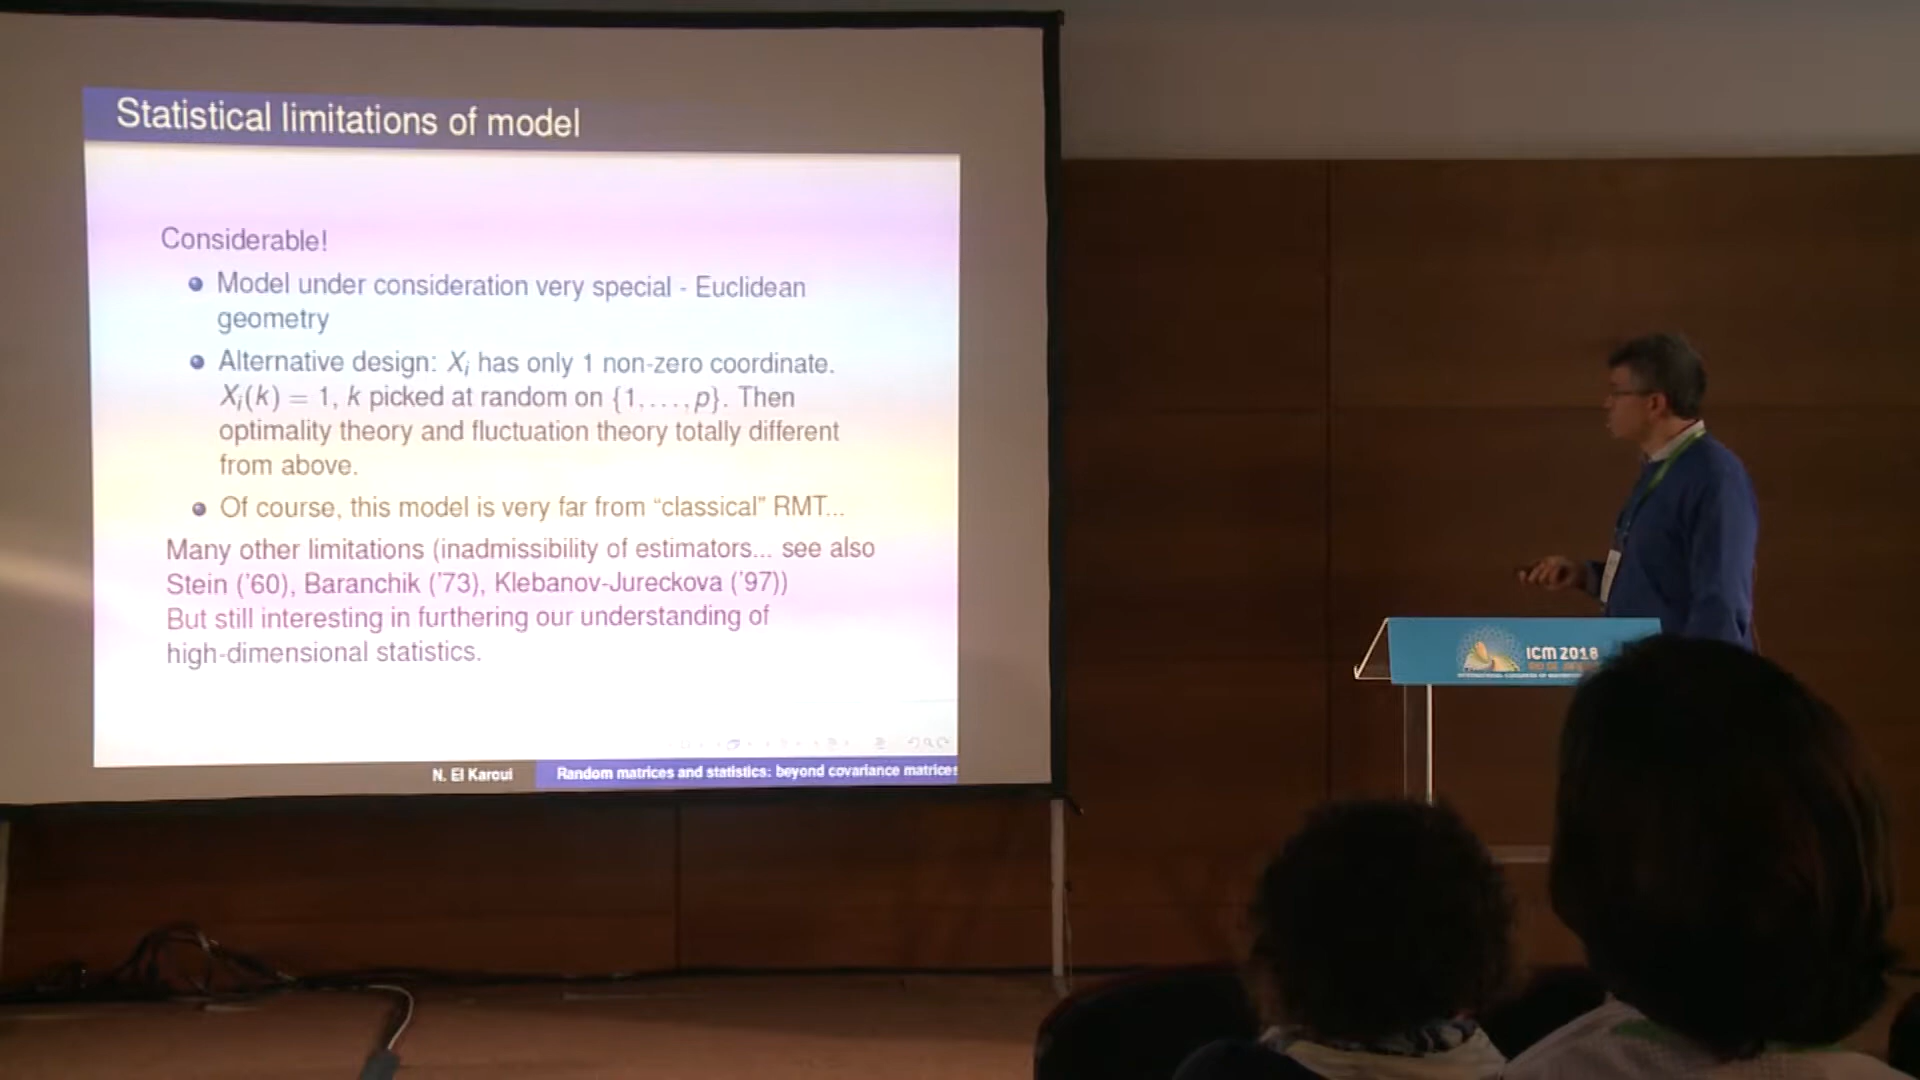 Statistical limitations of model
Considerable!
Model under consideration very special - Euclidean
geometry
Alternative design: Xᵢ has only 1 non-zero coordinate.
Xᵢ(k) = 1, k picked at random on {1,...,p}. Then
optimality theory and fluctuation theory totally different
from above.
Of course, this model is very far from “classical” RMT...
Many other limitations (inadmissibility of estimators... see also
Stein ('60), Baranchik ('73), Klebanov-Jureckova ('97))
But still interesting in furthering our understanding of
high-dimensional statistics.
N. El Karoui
Random matrices and statistics: beyond covariance matrices
ICM 2018